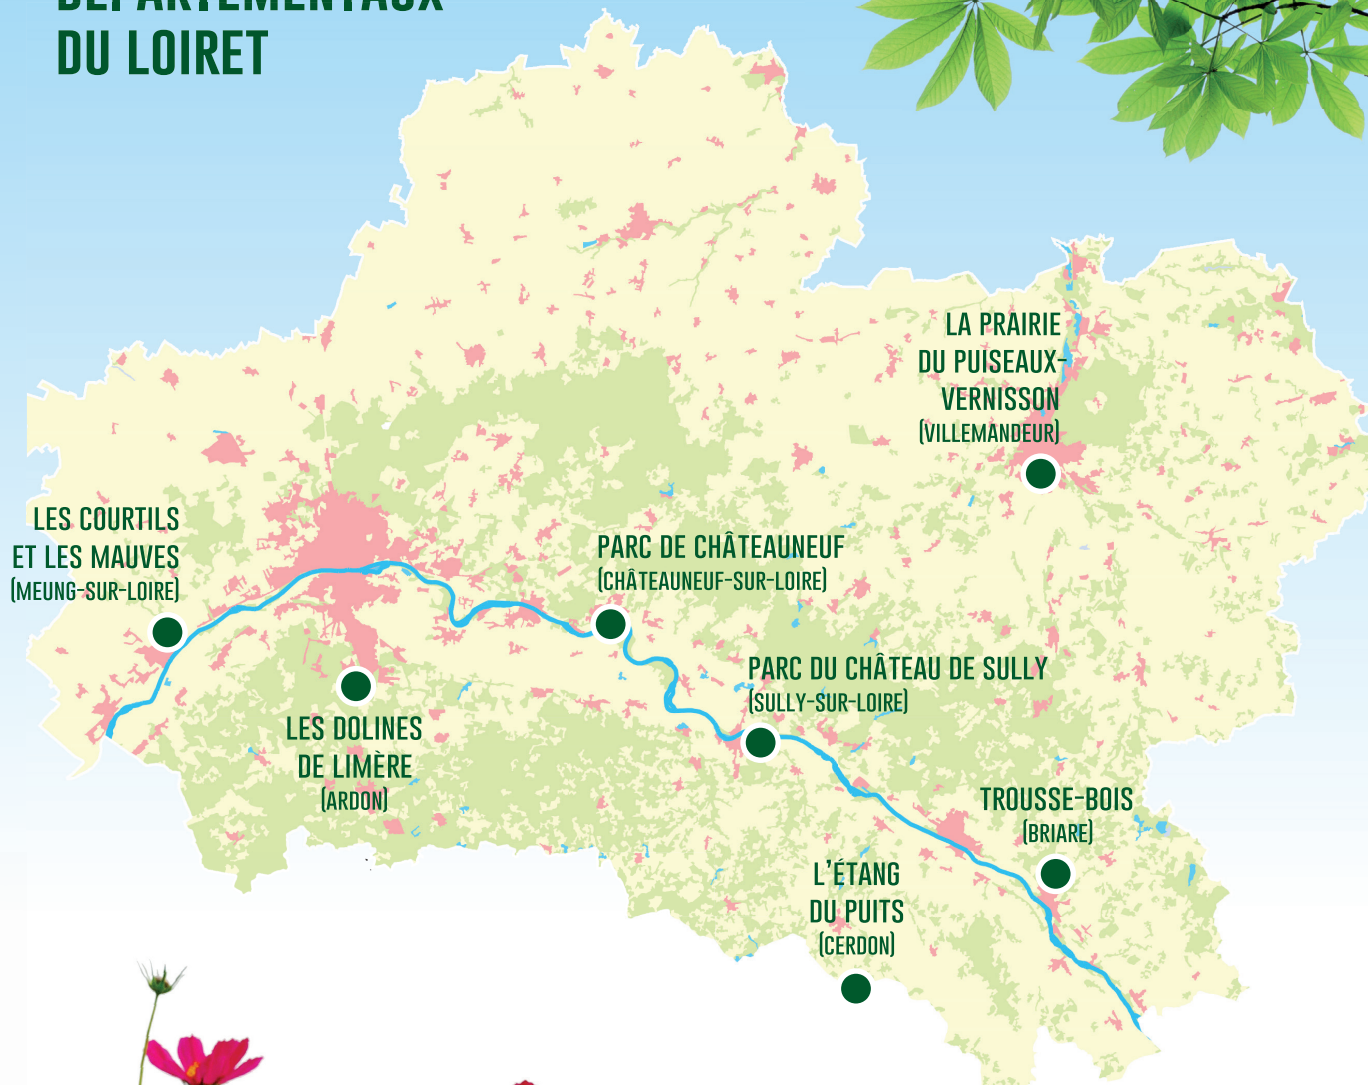 DÉPARTEMENTAUX
DU LOIRET
LA PRAIRIE
DU PUISEAUX-
VERNISSON
(VILLEMANDEUR)
LES COURTILS
ET LES MAUVES
(MEUNG-SUR-LOIRE)
PARC DE CHÂTEAUNEUF
(CHÂTEAUNEUF-SUR-LOIRE)
PARC DU CHÂTEAU DE SULLY
(SULLY-SUR-LOIRE)
LES DOLINES
DE LIMÈRE
(ARDON)
TROUSSE-BOIS
(BRIARE)
L'ÉTANG
DU PUITS
(CERDON)